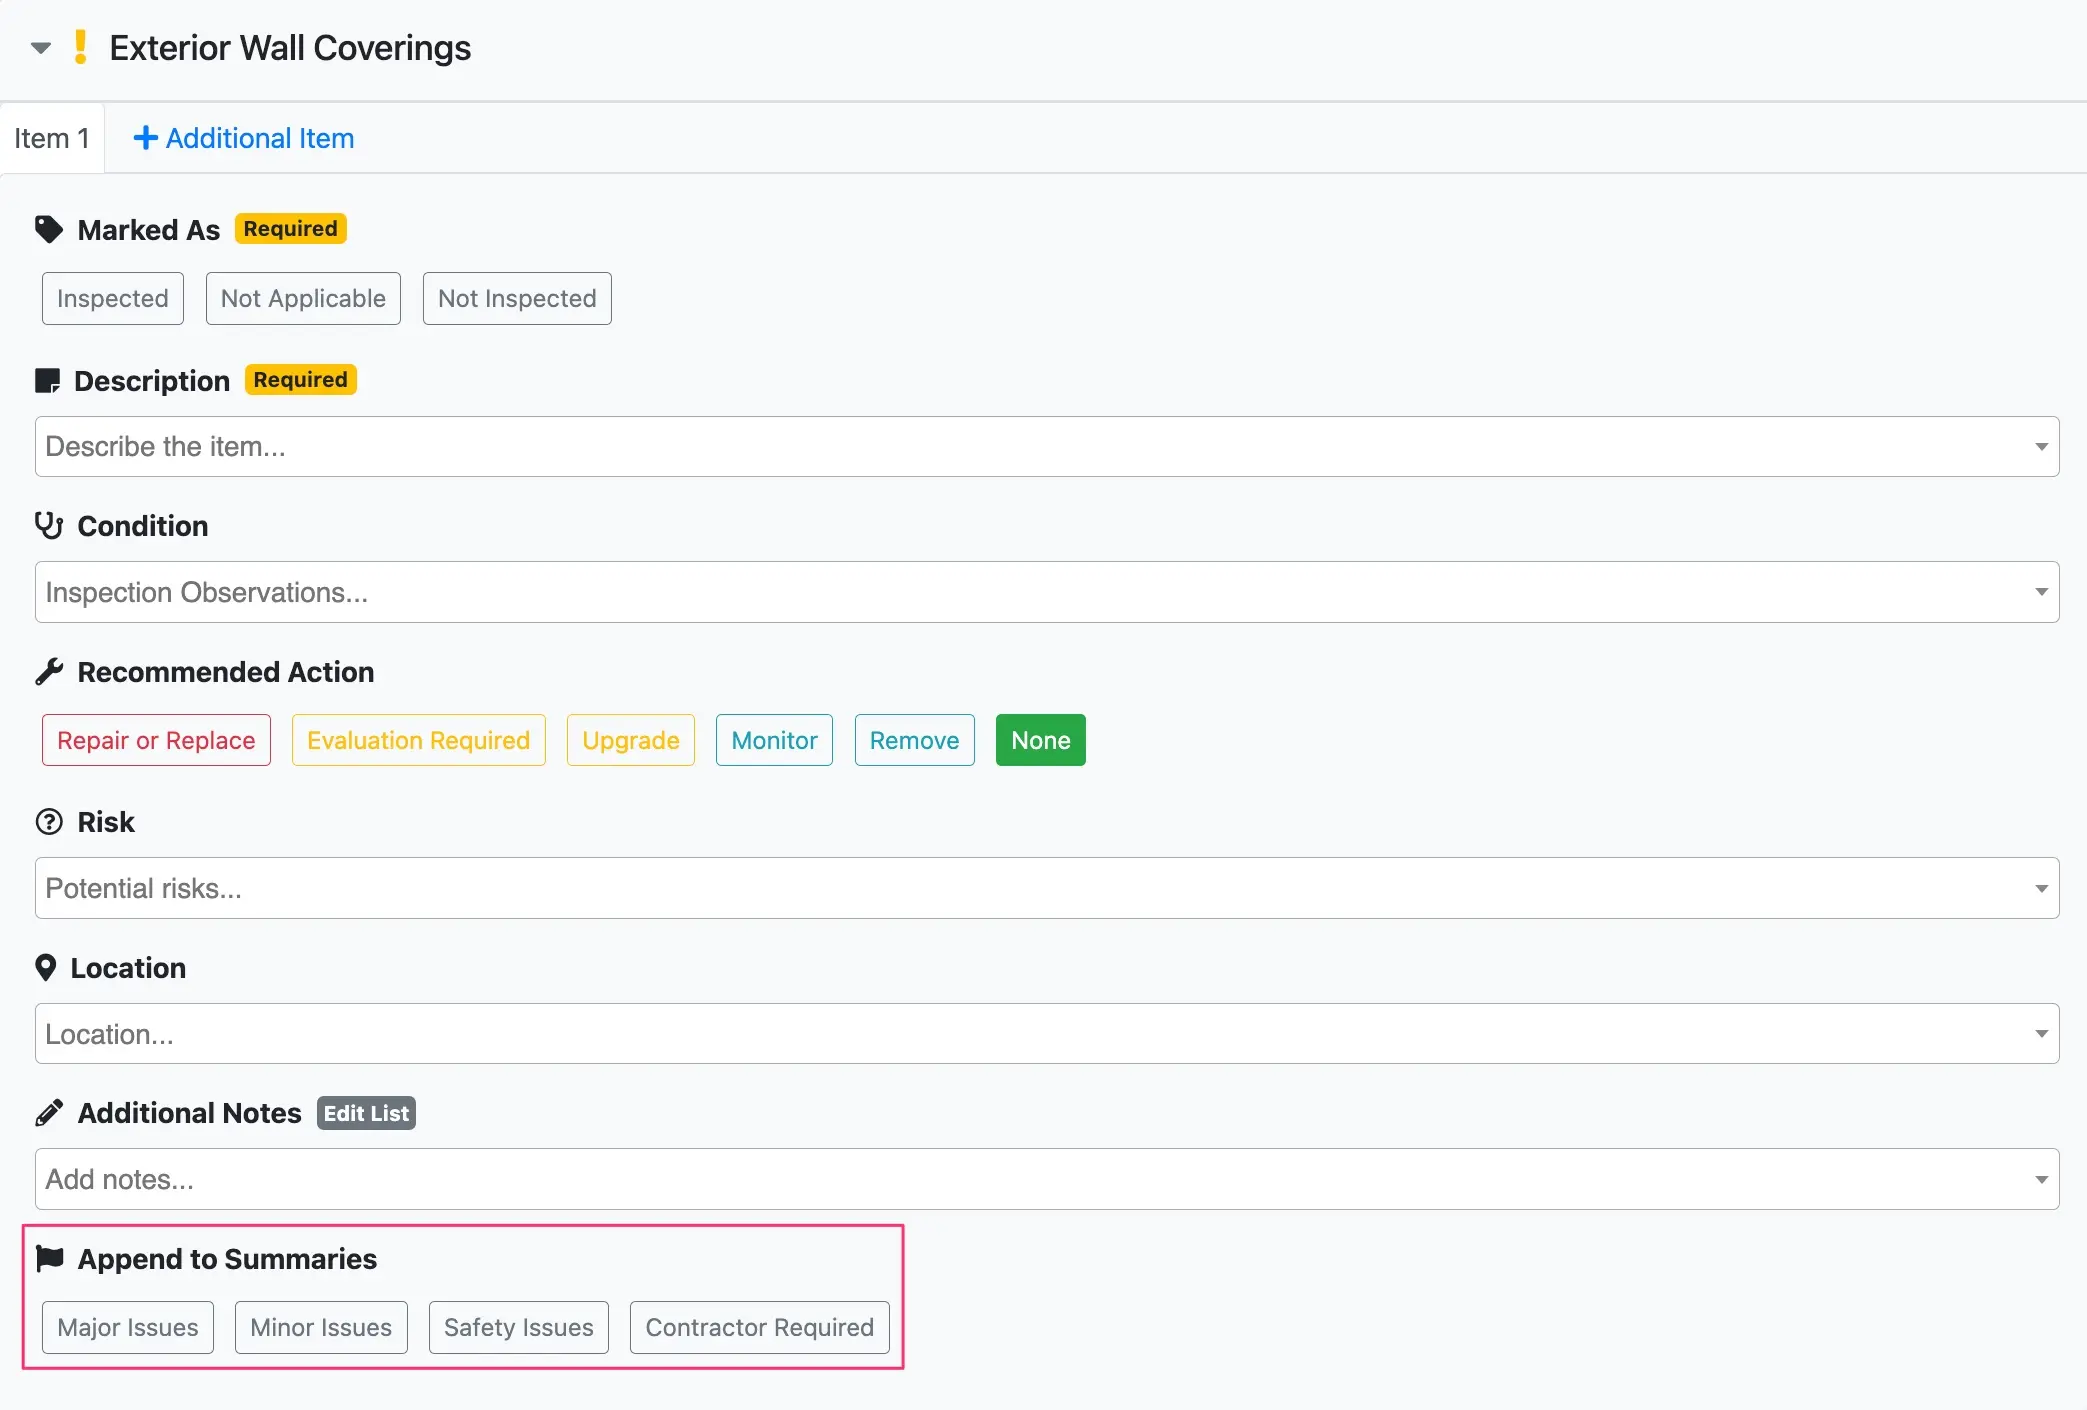 Exterior Wall Coverings
Item 1 Additional Item
Marked As Required
Inspected Not Applicable Not Inspected
Description Required
Describe the item...
Condition
Inspection Observations...
Recommended Action
Repair or Replace Evaluation Required Upgrade Monitor Remove None
Risk
Potential risks...
Location
Location...
Additional Notes Edit List
Add notes...
Append to Summaries
Major Issues Minor Issues Safety Issues Contractor Required